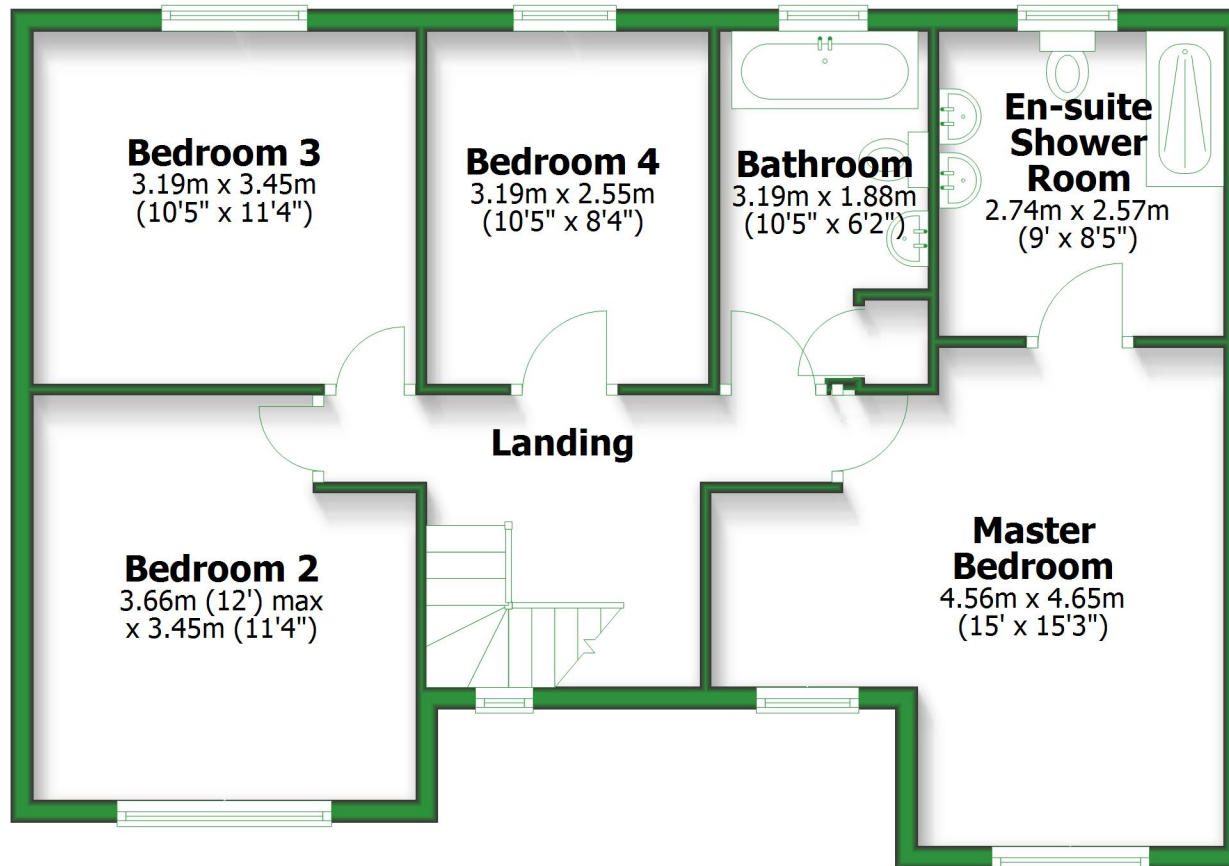 Bedroom 3
3.19m x 3.45m
(10'5" x 11'4")
Bedroom 4
3.19m x 2.55m
(10'5" x 8'4")
Bathroom
3.19m x 1.88m
(10'5" x 6'2")
En-suite
Shower
Room
2.74m x 2.57m
(9' x 8'5")
Landing
Bedroom 2
3.66m (12') max
x 3.45m (11'4")
Master
Bedroom
4.56m x 4.65m
(15' x 15'3")